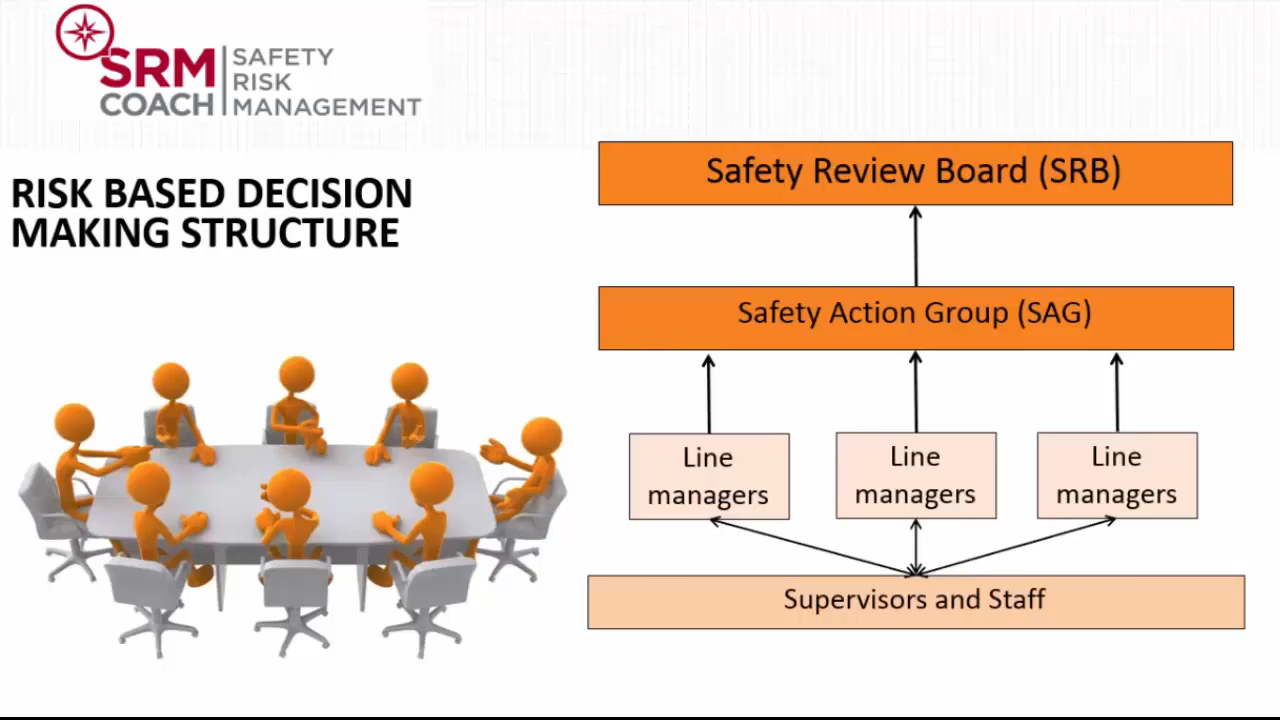 SRM
COACH
SAFETY
RISK
MANAGEMENT
RISK BASED DECISION
MAKING STRUCTURE
Safety Review Board (SRB)
Safety Action Group (SAG)
Line
managers
Line
managers
Line
managers
Supervisors and Staff